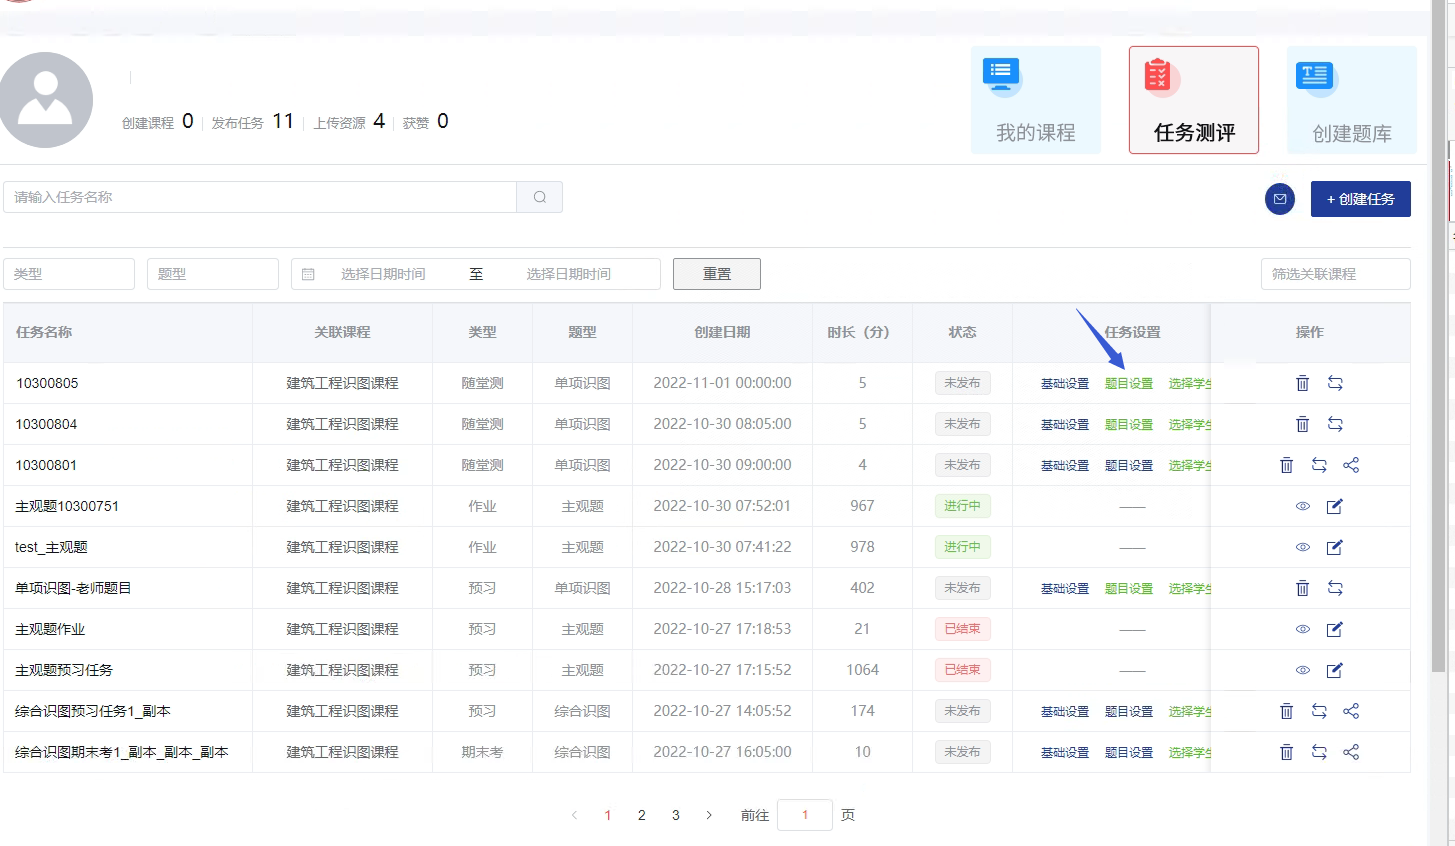 创建课程 0 发布任务 11 上传资源 4 获赞 0
我的课程 任务测评 创建题库
请输入任务名称
+ 创建任务
类型 题型 选择日期时间 至 选择日期时间 重置 筛选关联课程
任务名称 关联课程 类型 题型 创建日期 时长（分） 状态 任务设置 操作
10300805 建筑工程识图课程 随堂测 单项识图 2022-11-01 00:00:00 5 未发布 基础设置 题目设置 选择学生
10300804 建筑工程识图课程 随堂测 单项识图 2022-10-30 08:05:00 5 未发布 基础设置 题目设置 选择学生
10300801 建筑工程识图课程 随堂测 单项识图 2022-10-30 09:00:00 4 未发布 基础设置 题目设置 选择学生
主观题10300751 建筑工程识图课程 作业 主观题 2022-10-30 07:52:01 967 进行中 ——
test_主观题 建筑工程识图课程 作业 主观题 2022-10-30 07:41:22 978 进行中 ——
单项识图-老师题目 建筑工程识图课程 预习 单项识图 2022-10-28 15:17:03 402 未发布 基础设置 题目设置 选择学生
主观题作业 建筑工程识图课程 预习 主观题 2022-10-27 17:18:53 21 已结束 ——
主观题预习任务 建筑工程识图课程 预习 主观题 2022-10-27 17:15:52 1064 已结束 ——
综合识图预习任务1_副本 建筑工程识图课程 预习 综合识图 2022-10-27 14:05:52 174 未发布 基础设置 题目设置 选择学生
综合识图期末考1_副本_副本_副本 建筑工程识图课程 期末考 综合识图 2022-10-27 16:05:00 10 未发布 基础设置 题目设置 选择学生
1 2 3 前往 1 页